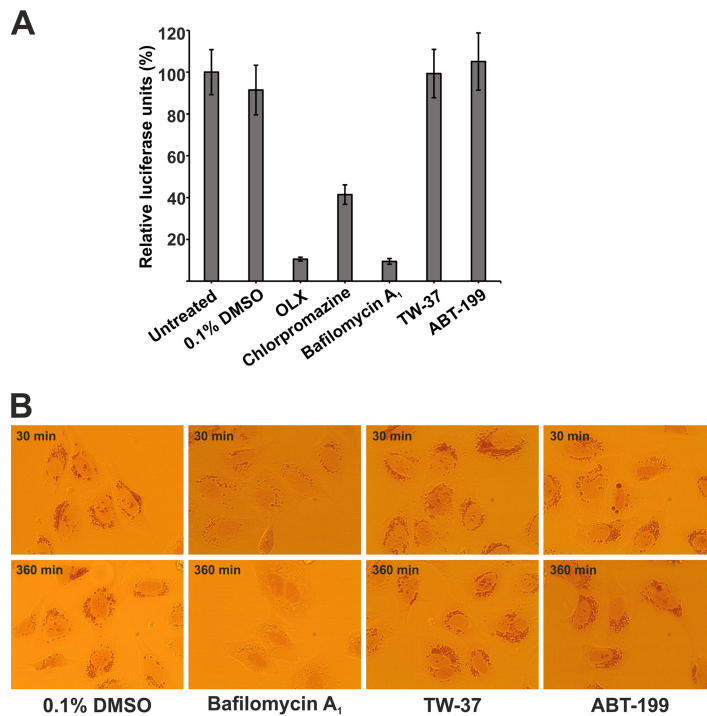 A
Relative luciferase units (%)
120
100
80
60
40
20
Untreated
0.1% DMSO
OLX
Chlorpromazine
Bafilomycin A1
TW-37
ABT-199
B
30 min
30 min
30 min
30 min
360 min
360 min
360 min
360 min
0.1% DMSO
Bafilomycin A1
TW-37
ABT-199